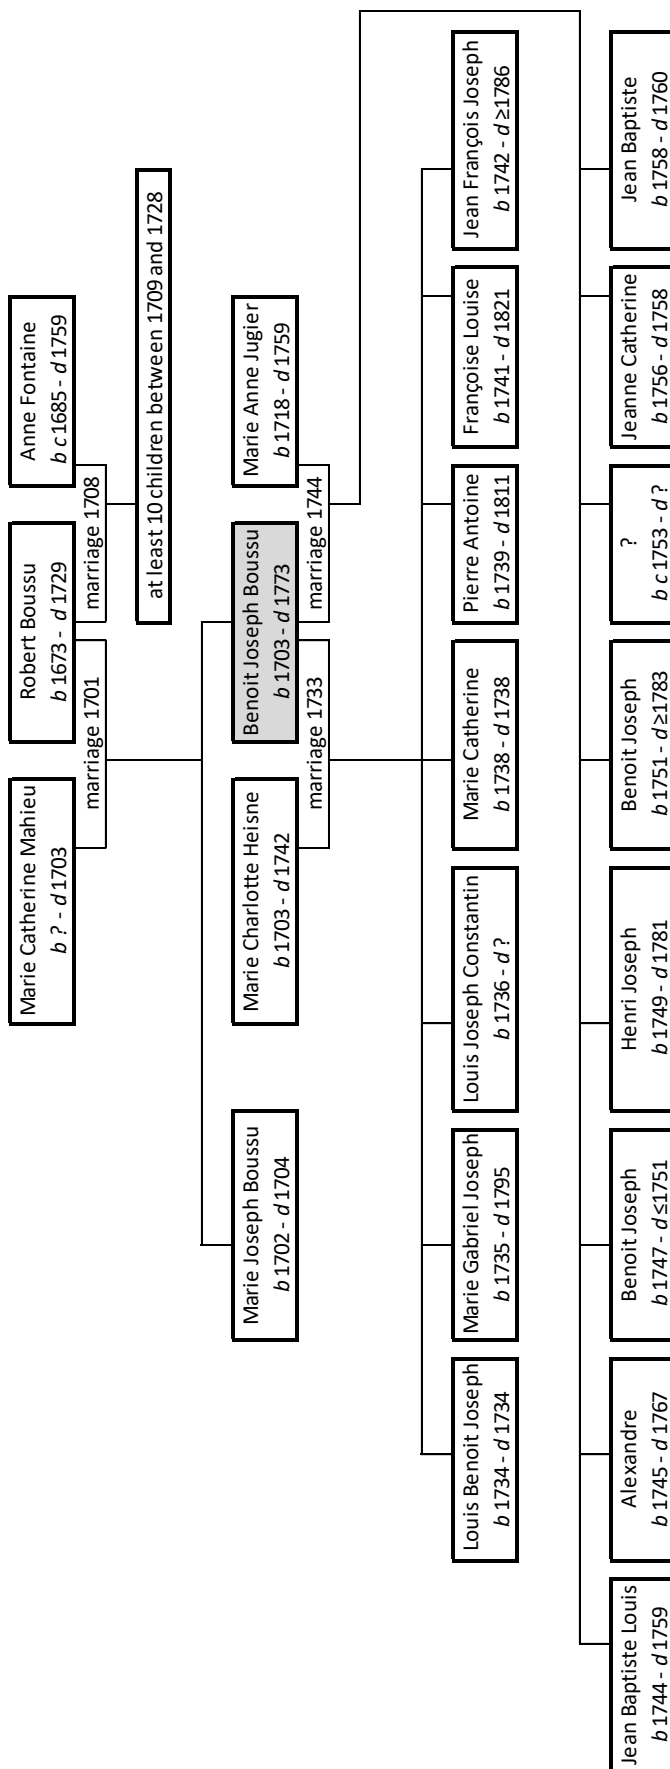 Marie Catherine Mahieu
b ? - d 1703
Robert Boussu
b 1673 - d 1729
Anne Fontaine
b c1685 - d 1759
marriage 1701
marriage 1708
at least 10 children between 1709 and 1728
Marie Joseph Boussu
b 1702 - d 1704
Marie Charlotte Heisne
b 1703 - d 1742
Benoit Joseph Boussu
b 1703 - d 1773
Marie Anne Jugier
b 1718 - d 1759
marriage 1733
marriage 1744
Louis Benoit Joseph
b 1734 - d 1734
Marie Gabriel Joseph
b 1735 - d 1795
Louis Joseph Constantin
b 1736 - d ?
Marie Catherine
b 1738 - d 1738
Pierre Antoine
b 1739 - d 1811
Françoise Louise
b 1741 - d 1821
Jean François Joseph
b 1742 - d ≥1786
Jean Baptiste Louis
b 1744 - d 1759
Alexandre
b 1745 - d 1767
Benoit Joseph
b 1747 - d ≤1751
Henri Joseph
b 1749 - d 1781
Benoit Joseph
b 1751 - d ≥1783
?
b c1753 - d ?
Jeanne Catherine
b 1756 - d 1758
Jean Baptiste
b 1758 - d 1760